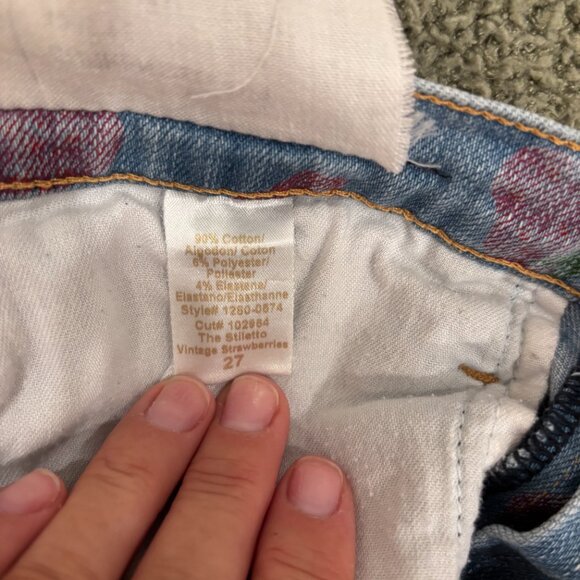 90% Cotton/
Algodon/ Coton
6% Polyester/
Poliester
4% Elastane/
Elastano/Elasthanne
Style# 1280-0874
Cut# 102964
The Stiletto
Vintage Strawberries
27